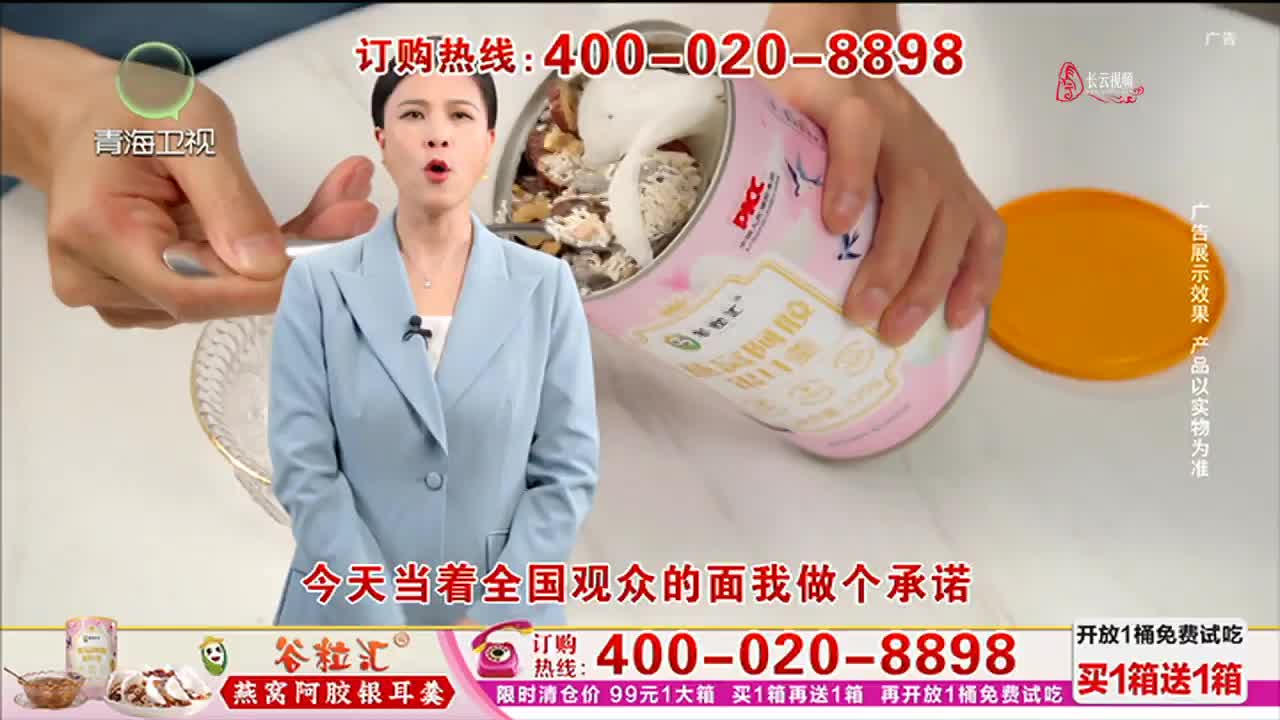 订购热线:400-020-8898
广告
青海卫视
长云视频
PICC
谷粒汇
广告展示效果 产品以实物为准
今天当着全国观众的面我做个承诺
谷粒汇®
燕窝阿胶银耳羹
订购热线:400-020-8898
限时清仓价 99元1大箱 买1箱再送1箱 再开放1桶免费试吃
开放1桶免费试吃
买1箱送1箱